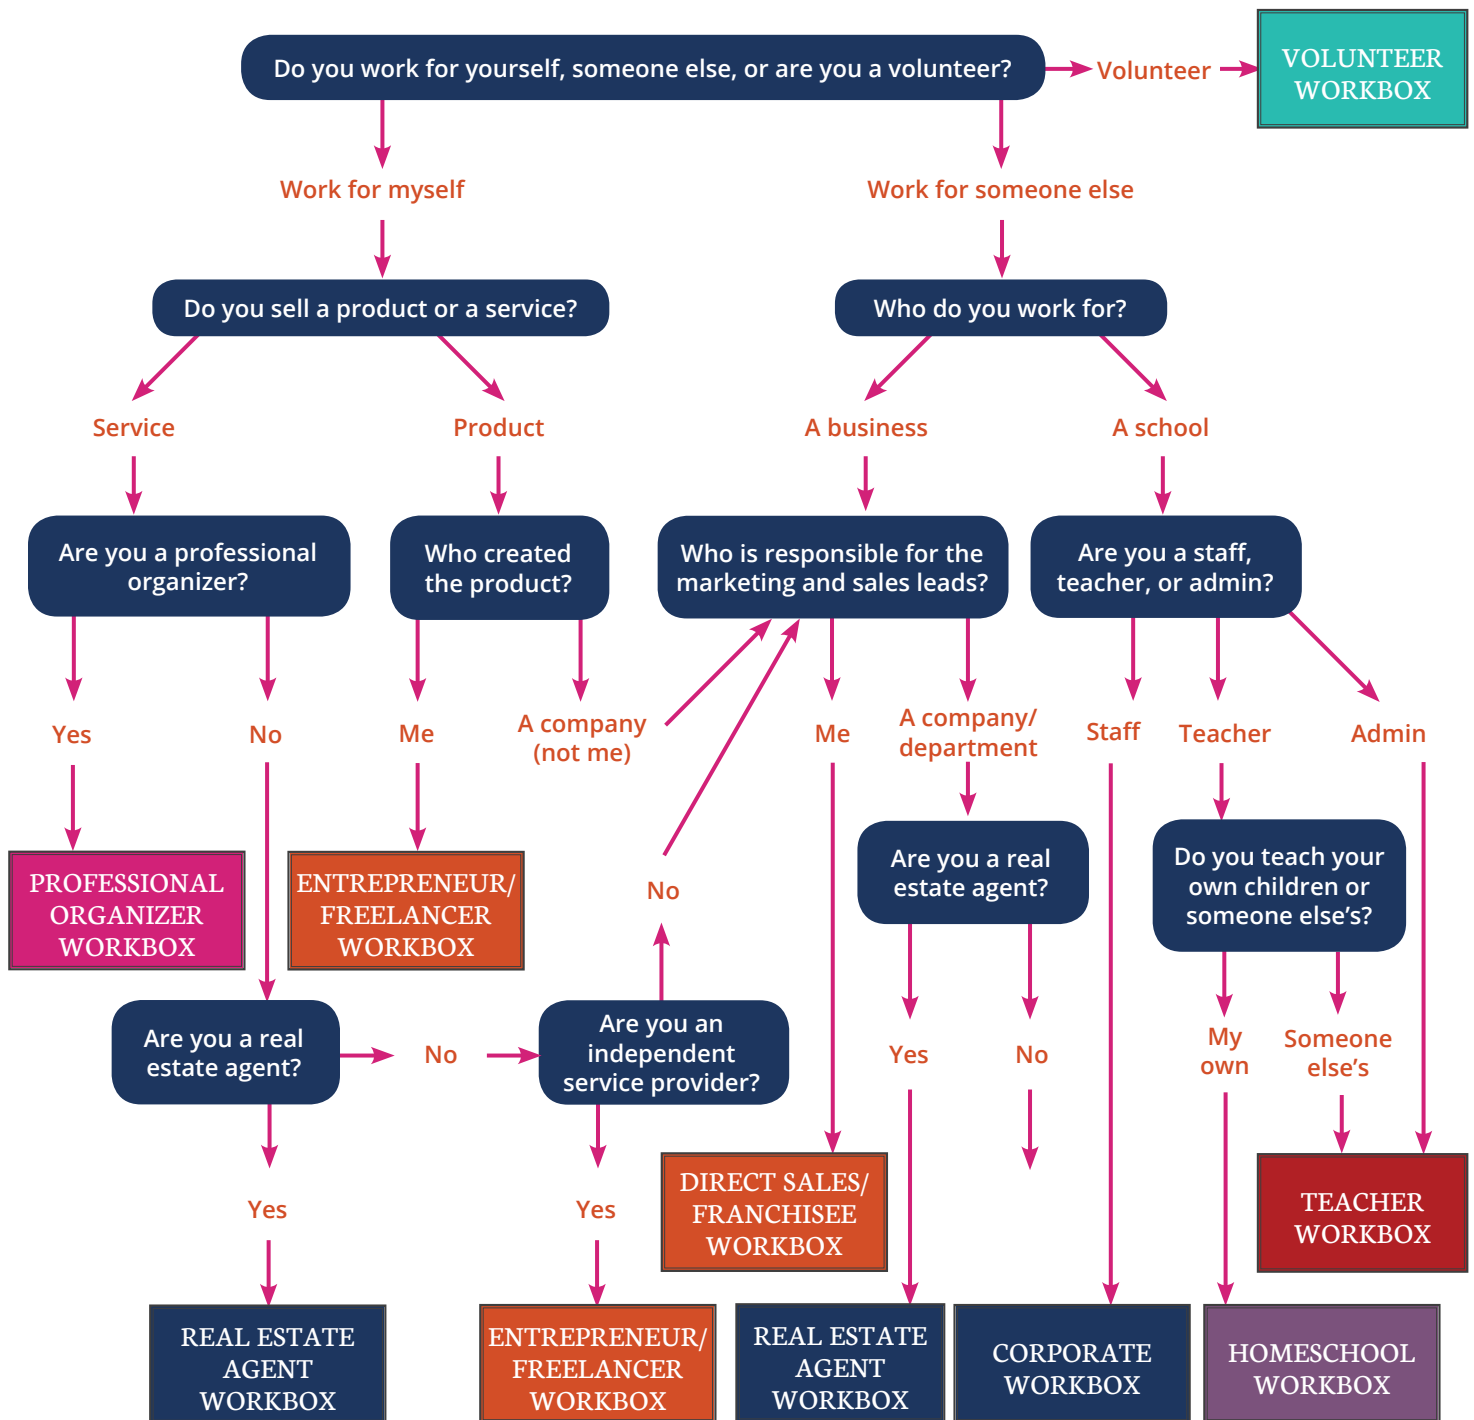 Do you work for yourself, someone else, or are you a volunteer?
Volunteer
VOLUNTEER
WORKBOX
Work for myself
Work for someone else
Do you sell a product or a service?
Who do you work for?
Service
Product
A business
A school
Are you a professional
organizer?
Who created
the product?
Who is responsible for the
marketing and sales leads?
Are you a staff,
teacher, or admin?
Yes
No
Me
A company
(not me)
Me
A company/
department
Staff
Teacher
Admin
PROFESSIONAL
ORGANIZER
WORKBOX
ENTREPRENEUR/
FREELANCER
WORKBOX
No
Are you a real
estate agent?
Do you teach your
own children or
someone else’s?
Are you a real
estate agent?
No
Are you an
independent
service provider?
Yes
No
My
own
Someone
else’s
Yes
Yes
DIRECT SALES/
FRANCHISEE
WORKBOX
TEACHER
WORKBOX
REAL ESTATE
AGENT
WORKBOX
ENTREPRENEUR/
FREELANCER
WORKBOX
REAL ESTATE
AGENT
WORKBOX
CORPORATE
WORKBOX
HOMESCHOOL
WORKBOX